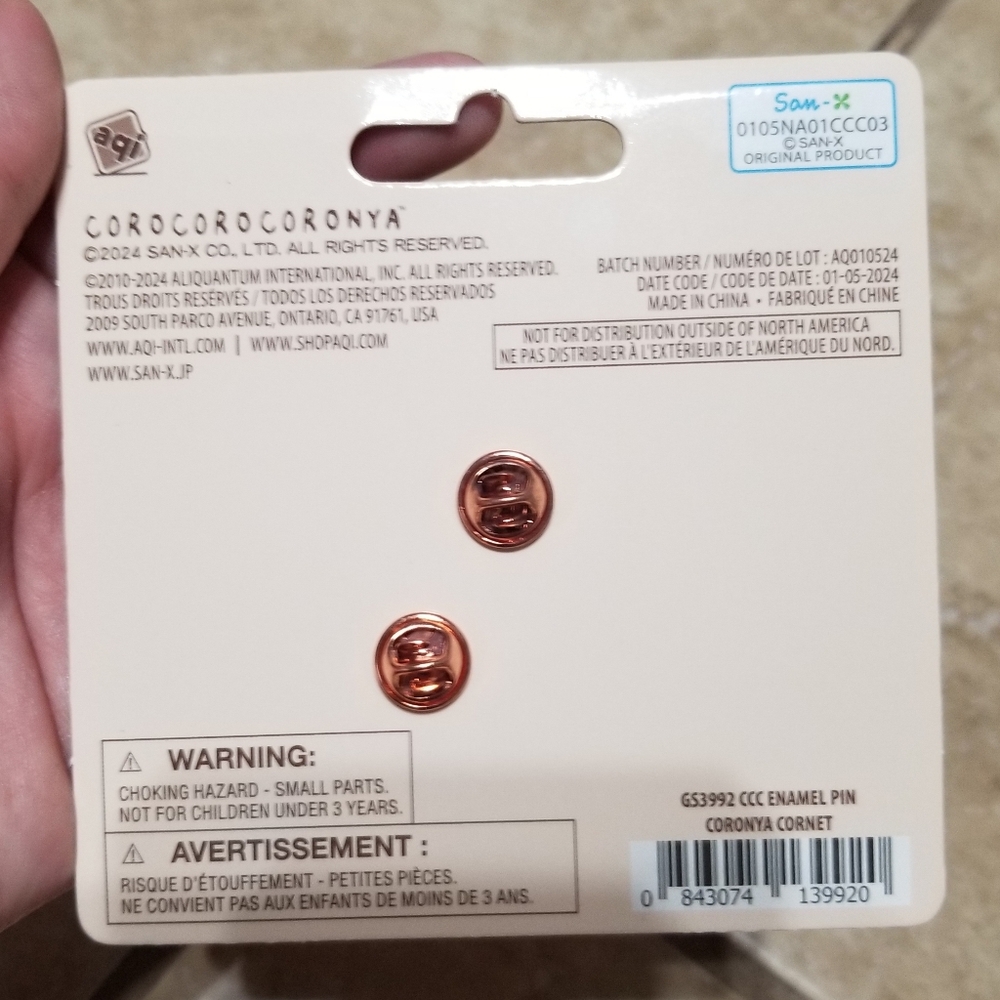 aqi
San-X
0105NA01CCC03
© SAN-X
ORIGINAL PRODUCT
COROCOROCORONYA™
©2024 SAN-X CO., LTD. ALL RIGHTS RESERVED.
©2010-2024 ALIQUANTUM INTERNATIONAL, INC. ALL RIGHTS RESERVED.
TROUS DROITS RESÉRVÉS / TODOS LOS DERECHOS RESERVADOS
2009 SOUTH PARCO AVENUE, ONTARIO, CA 91761, USA
WWW.AQI-INTL.COM | WWW.SHOPAQI.COM
WWW.SAN-X.JP
BATCH NUMBER / NUMÉRO DE LOT : AQ010524
DATE CODE / CODE DE DATE : 01-05-2024
MADE IN CHINA • FABRIQUÉ EN CHINE
NOT FOR DISTRIBUTION OUTSIDE OF NORTH AMERICA
NE PAS DISTRIBUER À L'EXTÉRIEUR DE L'AMÉRIQUE DU NORD.
⚠ WARNING:
CHOKING HAZARD - SMALL PARTS.
NOT FOR CHILDREN UNDER 3 YEARS.
⚠ AVERTISSEMENT :
RISQUE D'ÉTOUFFEMENT - PETITES PIÈCES.
NE CONVIENT PAS AUX ENFANTS DE MOINS DE 3 ANS.
GS3992 CCC ENAMEL PIN
CORONYA CORNET
0 843074 139920